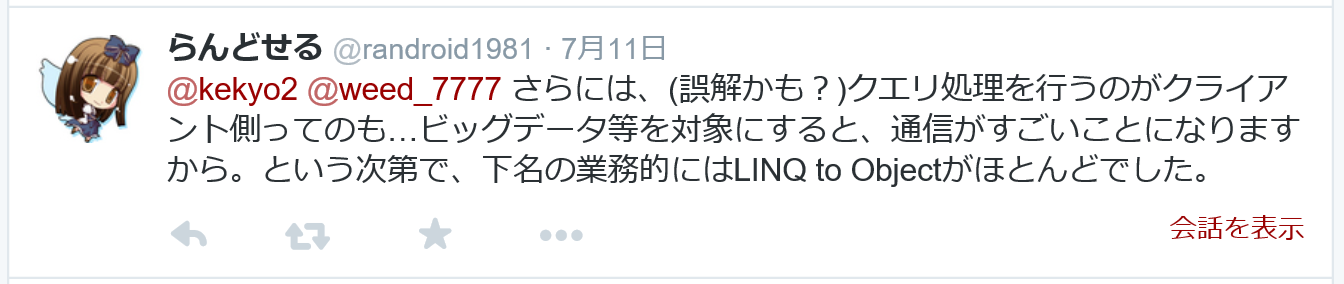 らんどせる @randroid1981 · 7月11日
@kekyo2 @weed_7777 さらには、(誤解かも？)クエリ処理を行うのがクライア
ント側ってのも…ビッグデータ等を対象にすると、通信がすごいことになります
から。という次第で、下名の業務的にはLINQ to Objectがほとんどでした。
会話を表示